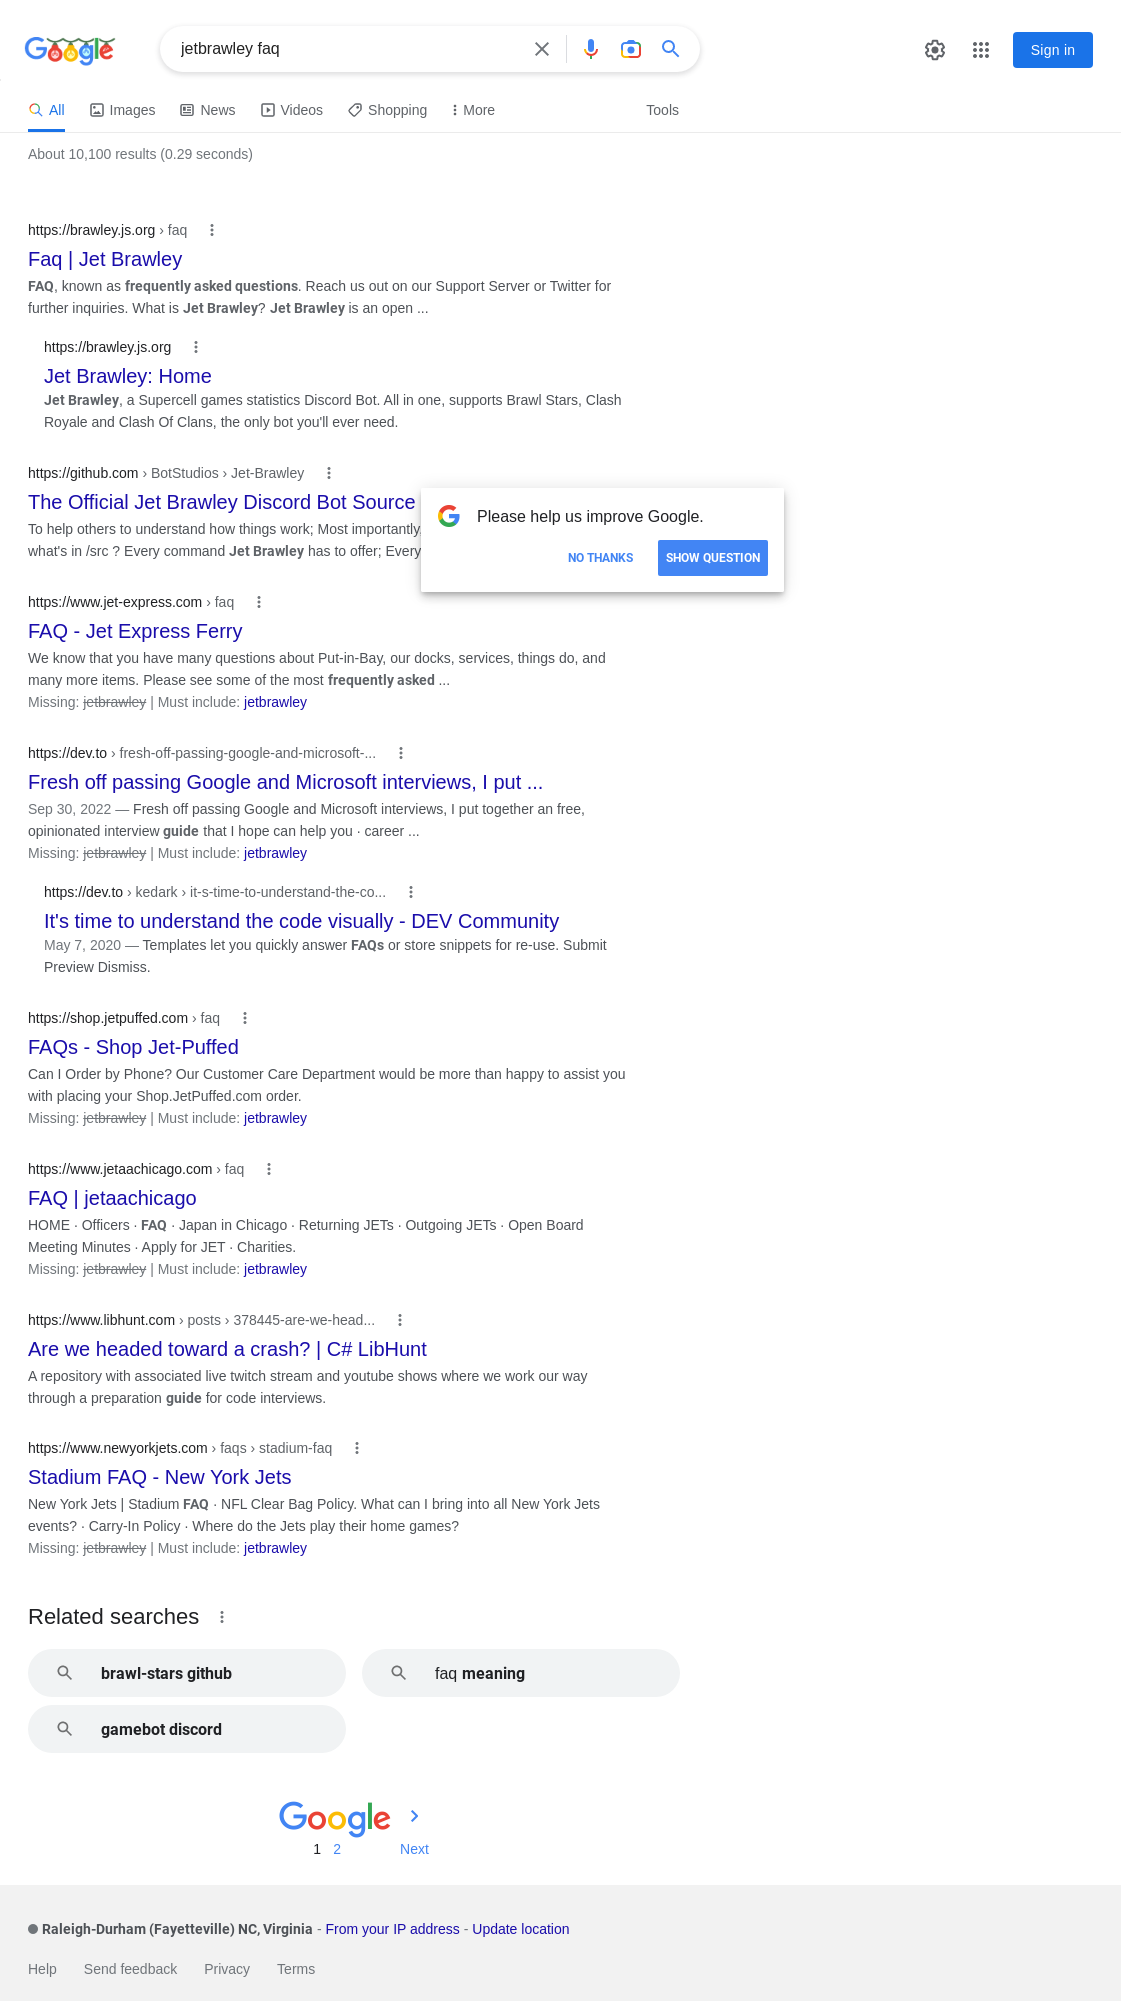 Google
jetbrawley faq
Sign in
All
Images
News
Videos
Shopping
More
Tools
About 10,100 results (0.29 seconds)
https://brawley.js.org › faq
Faq | Jet Brawley
FAQ, known as frequently asked questions. Reach us out on our Support Server or Twitter for
further inquiries. What is Jet Brawley? Jet Brawley is an open ...
https://brawley.js.org
Jet Brawley: Home
Jet Brawley, a Supercell games statistics Discord Bot. All in one, supports Brawl Stars, Clash
Royale and Clash Of Clans, the only bot you'll ever need.
https://github.com › BotStudios › Jet-Brawley
The Official Jet Brawley Discord Bot Source
To help others to understand how things work; Most importantly,
what's in /src ? Every command Jet Brawley has to offer; Every
Please help us improve Google.
NO THANKS
SHOW QUESTION
https://www.jet-express.com › faq
FAQ - Jet Express Ferry
We know that you have many questions about Put-in-Bay, our docks, services, things do, and
many more items. Please see some of the most frequently asked ...
Missing: jetbrawley | Must include: jetbrawley
https://dev.to › fresh-off-passing-google-and-microsoft-...
Fresh off passing Google and Microsoft interviews, I put ...
Sep 30, 2022 — Fresh off passing Google and Microsoft interviews, I put together an free,
opinionated interview guide that I hope can help you · career ...
Missing: jetbrawley | Must include: jetbrawley
https://dev.to › kedark › it-s-time-to-understand-the-co...
It's time to understand the code visually - DEV Community
May 7, 2020 — Templates let you quickly answer FAQs or store snippets for re-use. Submit
Preview Dismiss.
https://shop.jetpuffed.com › faq
FAQs - Shop Jet-Puffed
Can I Order by Phone? Our Customer Care Department would be more than happy to assist you
with placing your Shop.JetPuffed.com order.
Missing: jetbrawley | Must include: jetbrawley
https://www.jetaachicago.com › faq
FAQ | jetaachicago
HOME · Officers · FAQ · Japan in Chicago · Returning JETs · Outgoing JETs · Open Board
Meeting Minutes · Apply for JET · Charities.
Missing: jetbrawley | Must include: jetbrawley
https://www.libhunt.com › posts › 378445-are-we-head...
Are we headed toward a crash? | C# LibHunt
A repository with associated live twitch stream and youtube shows where we work our way
through a preparation guide for code interviews.
https://www.newyorkjets.com › faqs › stadium-faq
Stadium FAQ - New York Jets
New York Jets | Stadium FAQ · NFL Clear Bag Policy. What can I bring into all New York Jets
events? · Carry-In Policy · Where do the Jets play their home games?
Missing: jetbrawley | Must include: jetbrawley
Related searches
brawl-stars github
faq meaning
gamebot discord
Google
1 2 Next
Raleigh-Durham (Fayetteville) NC, Virginia - From your IP address - Update location
Help Send feedback Privacy Terms